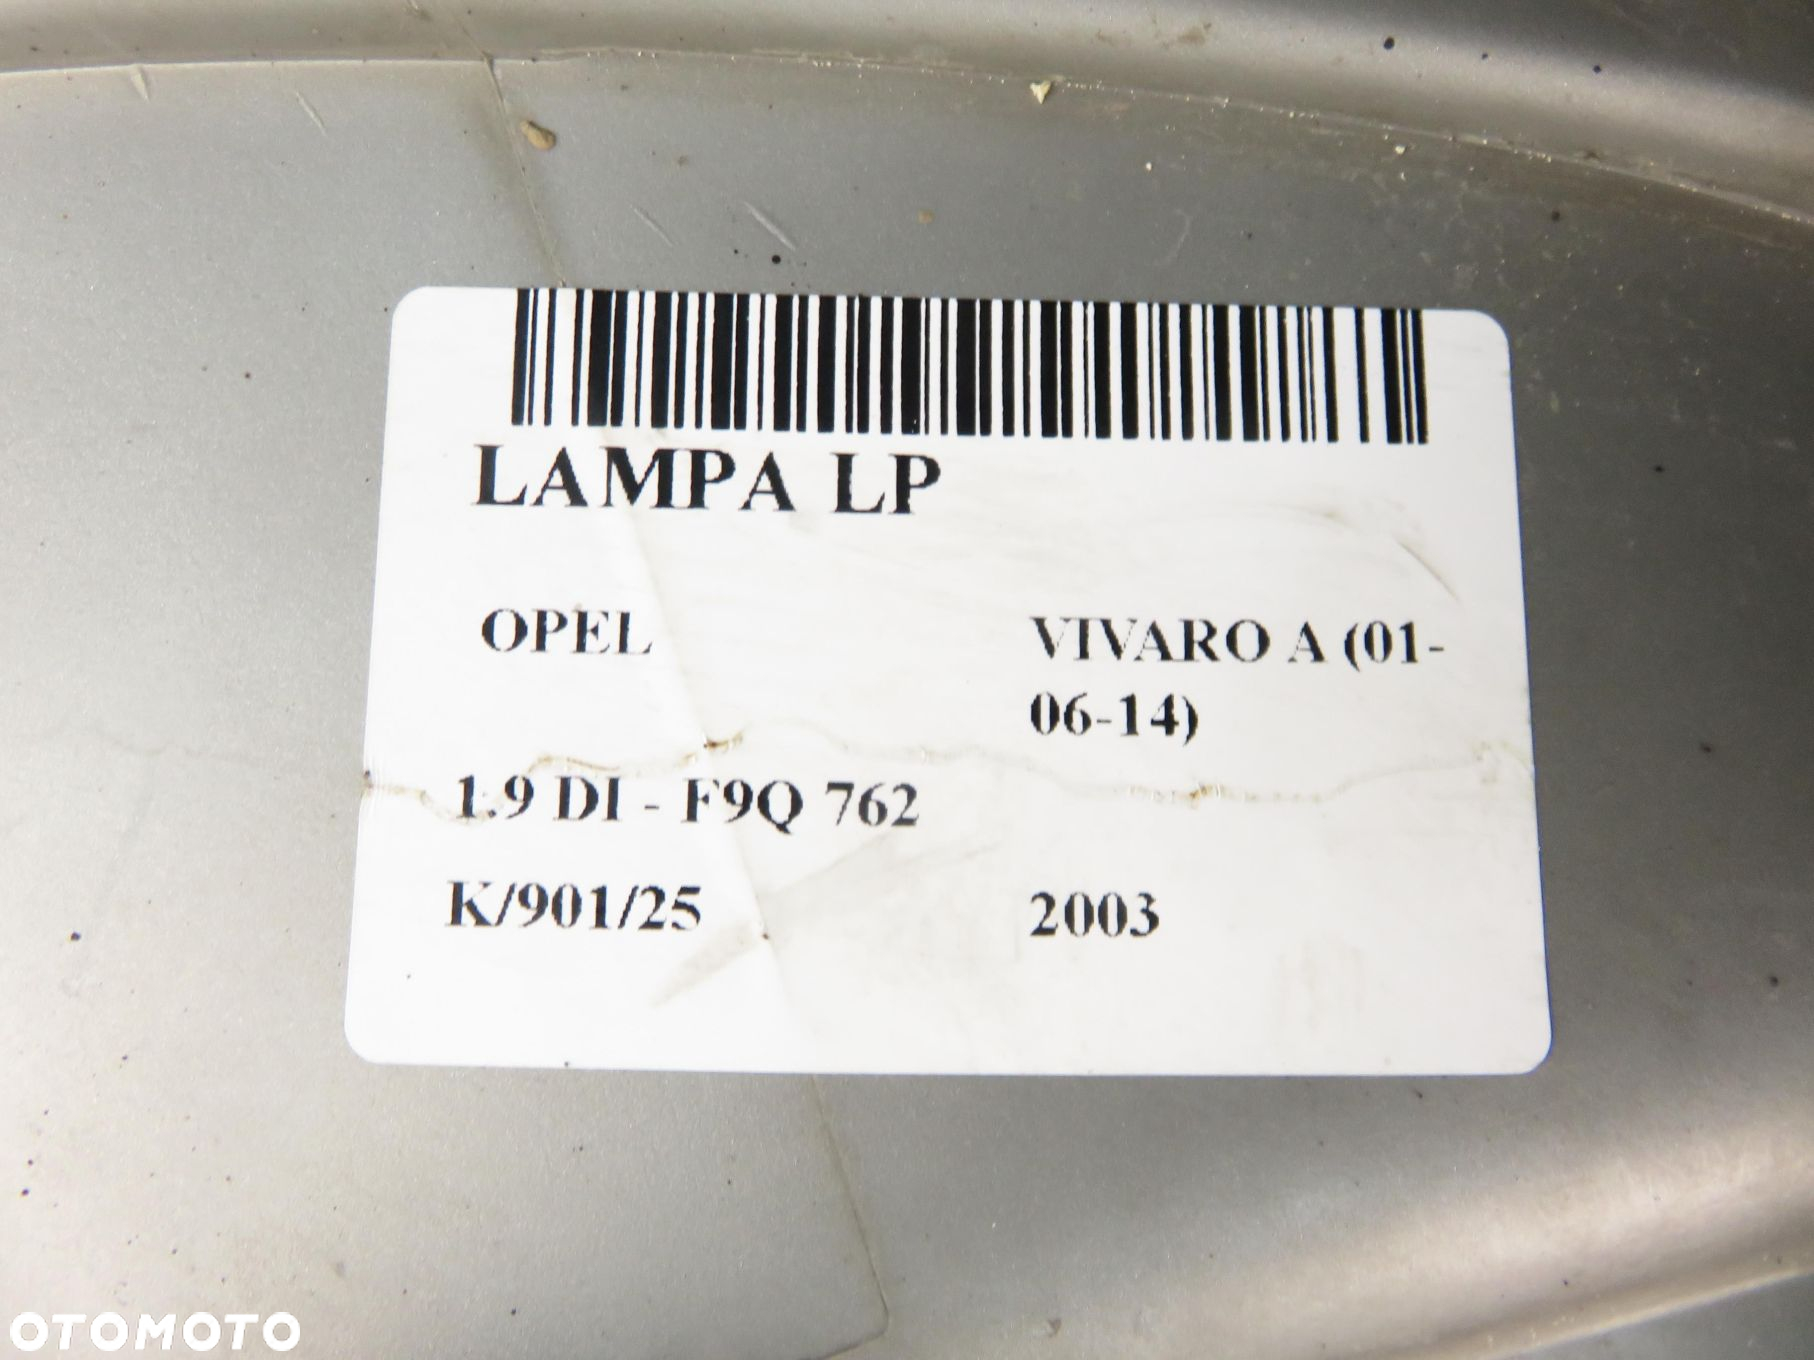 LAMPA LP
OPEL
VIVARO A (01-
06-14)
1.9 DI - F9Q 762
K/901/25
2003
OTOMOTO